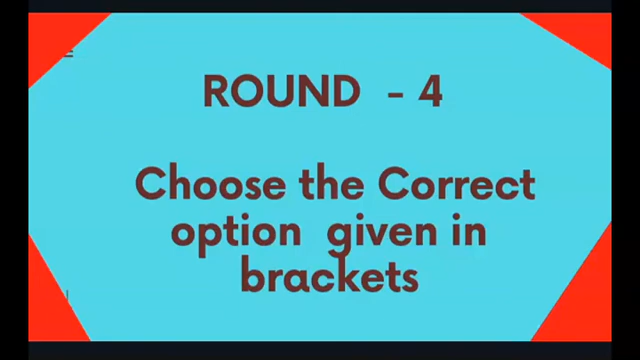 ROUND - 4
Choose the Correct
option given in
brackets